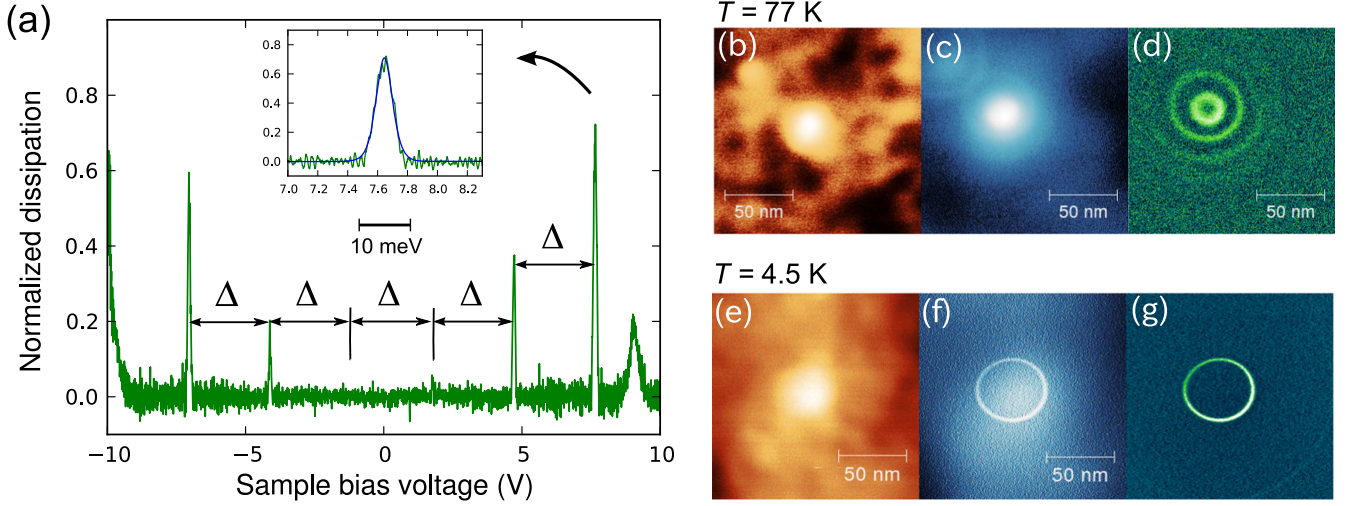 (a)
Normalized dissipation
0.8
0.6
0.4
0.2
0.0
−10
−5
0
5
10
Sample bias voltage (V)
0.8
0.6
0.4
0.2
0.0
7.0 7.2 7.4 7.6 7.8 8.0 8.2
10 meV
Δ
Δ Δ Δ Δ
T = 77 K
(b) (c) (d)
50 nm 50 nm 50 nm
T = 4.5 K
(e) (f) (g)
50 nm 50 nm 50 nm